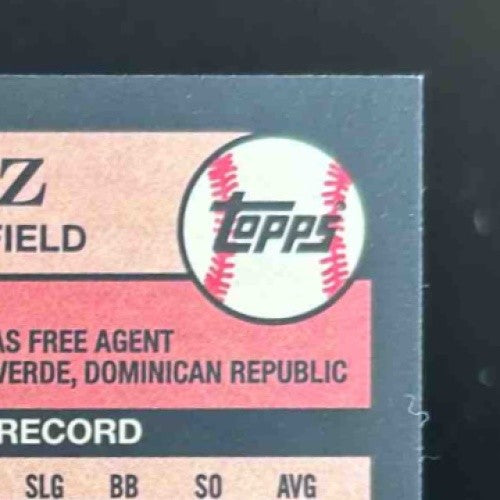 Z
FIELD
TOPPS
AS FREE AGENT
VERDE, DOMINICAN REPUBLIC
RECORD
SLG BB SO AVG